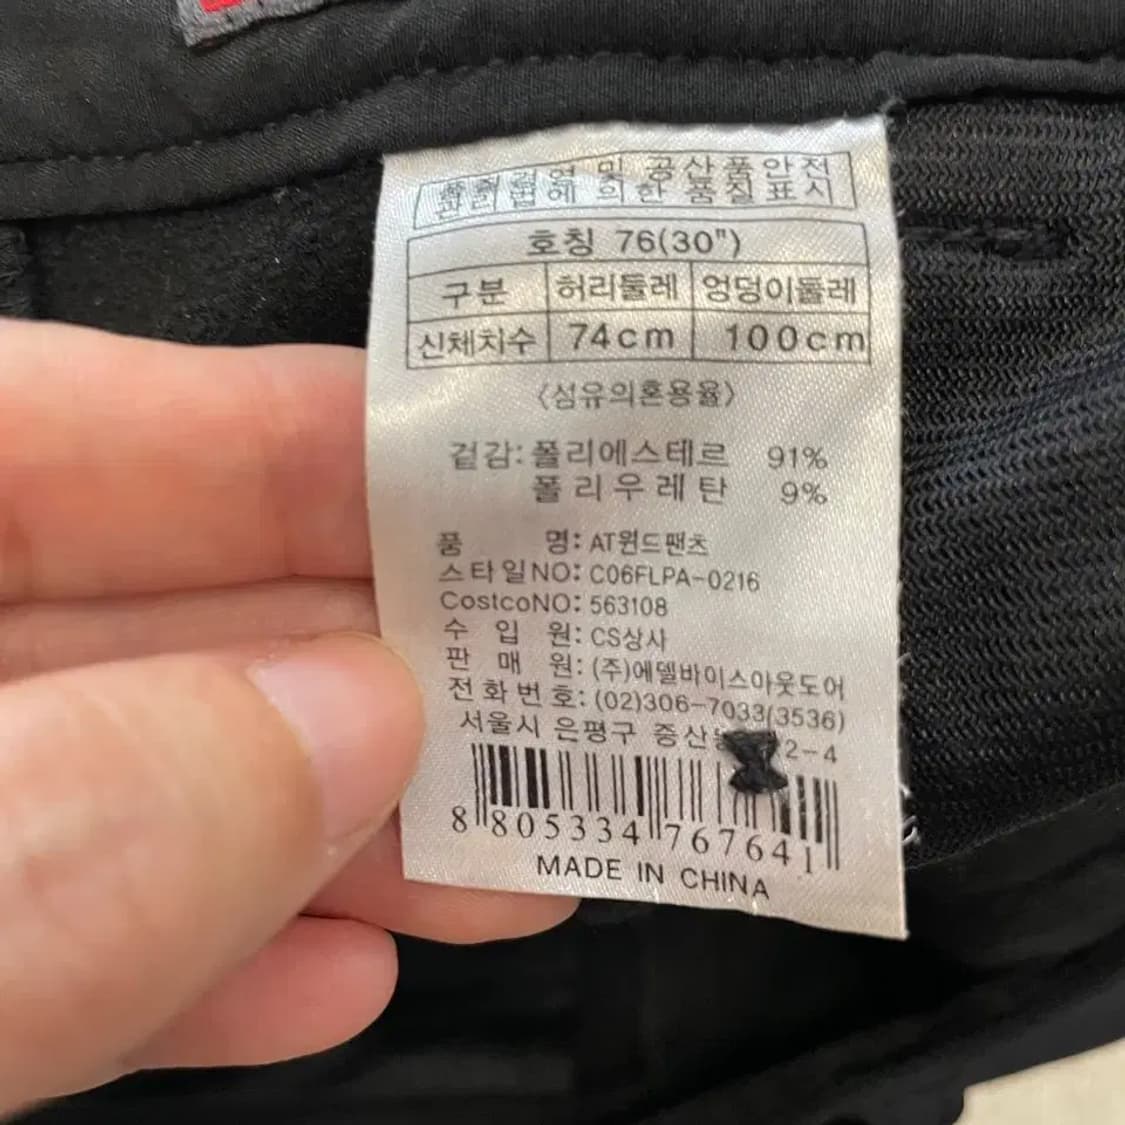 및 공산품안전
관리법에 의한 품질표시
호칭 76(30")
구분 허리둘레 엉덩이둘레
신체치수 74cm 100cm
〈섬유의혼용율〉
겉감: 폴리에스테르 91%
폴리우레탄 9%
품 명: AT윈드팬츠
스타일NO: C06FLPA-0216
CostcoNO: 563108
수 입 원: CS상사
판 매 원: (주)에델바이스아웃도어
전화번호: (02)306-7033(3536)
서울시 은평구 2-4
8 805334 767641
MADE IN CHINA